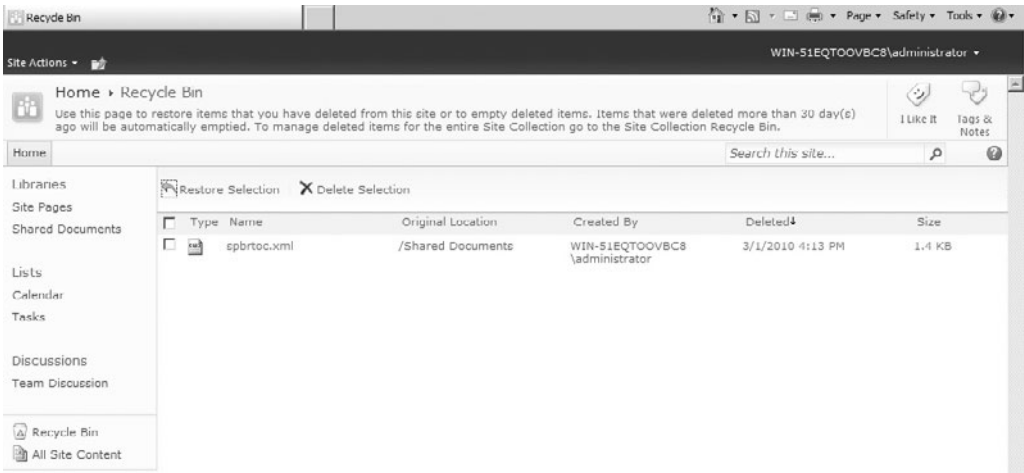 Recycle Bin
Page Safety Tools
WIN-51EQTOOVBC8\administrator
Site Actions
Home Recycle Bin
Use this page to restore items that you have deleted from this site or to empty deleted items. Items that were deleted more than 30 day(s)
ago will be automatically emptied. To manage deleted items for the entire Site Collection go to the Site Collection Recycle Bin.
I Like It
Tags &
Notes
Home
Search this site...
Libraries
Site Pages
Shared Documents
Lists
Calendar
Tasks
Discussions
Team Discussion
Recycle Bin
All Site Content
Restore Selection Delete Selection
Type Name Original Location Created By Deleted Size
spbrtoc.xml /Shared Documents WIN-51EQTOOVBC8 3/1/2010 4:13 PM 1.4 KB
\administrator